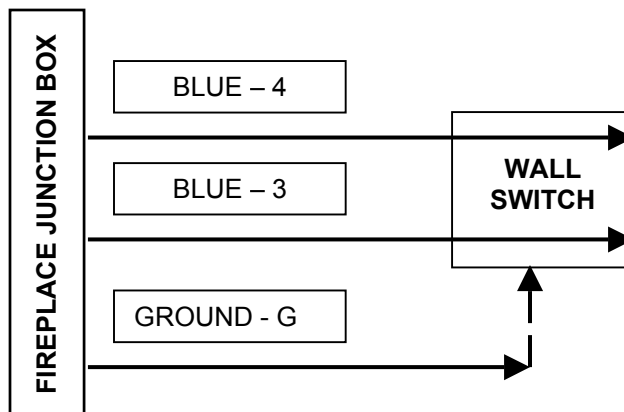 FIREPLACE JUNCTION BOX
BLUE – 4
BLUE – 3
GROUND - G
WALL
SWITCH